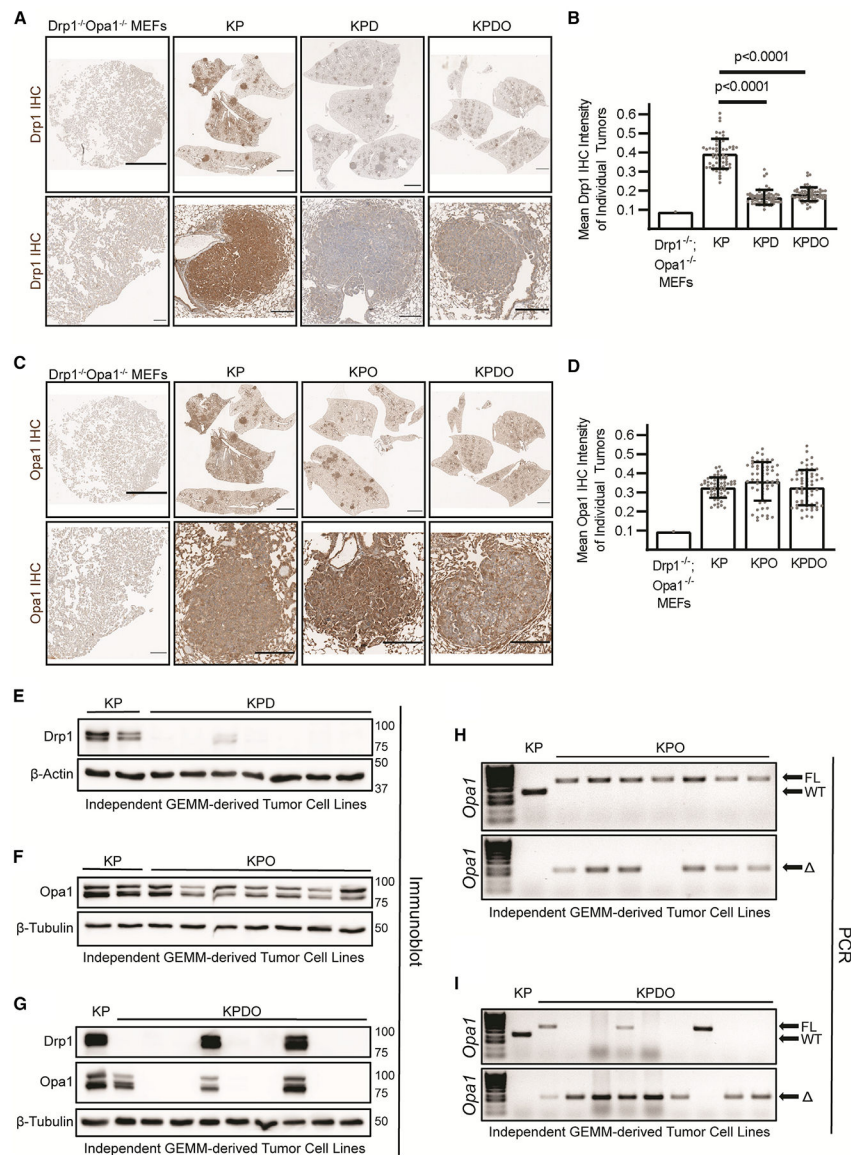 A
Drp1-/-Opa1-/- MEFs
KP
KPD
KPDO
Drp1 IHC
Drp1 IHC
B
p<0.0001
p<0.0001
Mean Drp1 IHC Intensity
of Individual Tumors
0.6
0.5
0.4
0.3
0.2
0.1
Drp1-/-;
Opa1-/-
MEFs
KP
KPD
KPDO
C
Drp1-/-Opa1-/- MEFs
KP
KPO
KPDO
Opa1 IHC
Opa1 IHC
D
Mean Opa1 IHC Intensity
of Individual Tumors
0.6
0.5
0.4
0.3
0.2
0.1
Drp1-/-;
Opa1-/-
MEFs
KP
KPO
KPDO
E
KP
KPD
Drp1
100
75
β-Actin
50
37
Independent GEMM-derived Tumor Cell Lines
F
KP
KPO
Opa1
100
75
β-Tubulin
50
Independent GEMM-derived Tumor Cell Lines
G
KP
KPDO
Drp1
100
75
Opa1
100
75
β-Tubulin
50
Independent GEMM-derived Tumor Cell Lines
Immunoblot
H
KP
KPO
Opa1
FL
WT
Opa1
Δ
Independent GEMM-derived Tumor Cell Lines
I
KP
KPDO
Opa1
FL
WT
Opa1
Δ
Independent GEMM-derived Tumor Cell Lines
PCR